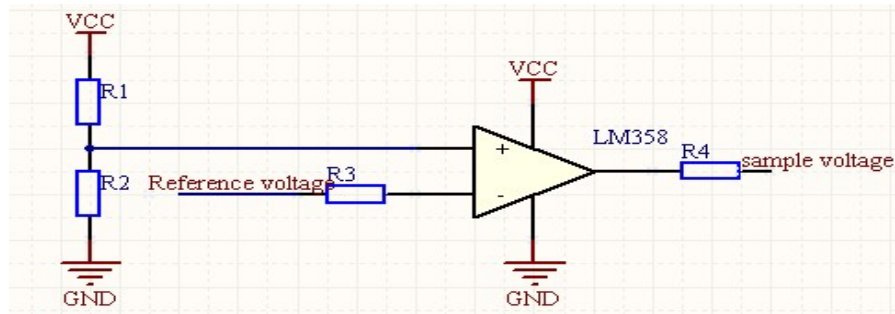 VCC
R1
VCC
+
LM358
R4
sample voltage
R2
Reference voltage
R3
-
GND
GND